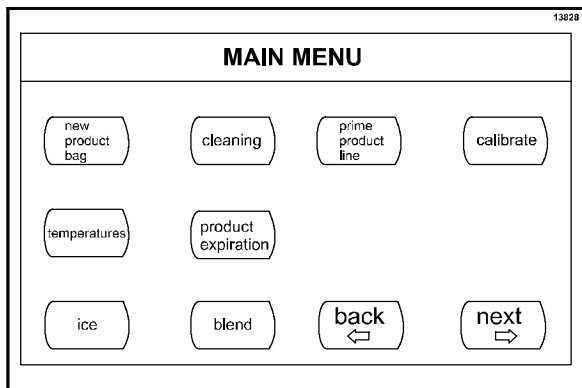 13828
MAIN MENU
new
product
bag
cleaning
prime
product
line
calibrate
temperatures
product
expiration
ice
blend
back
next